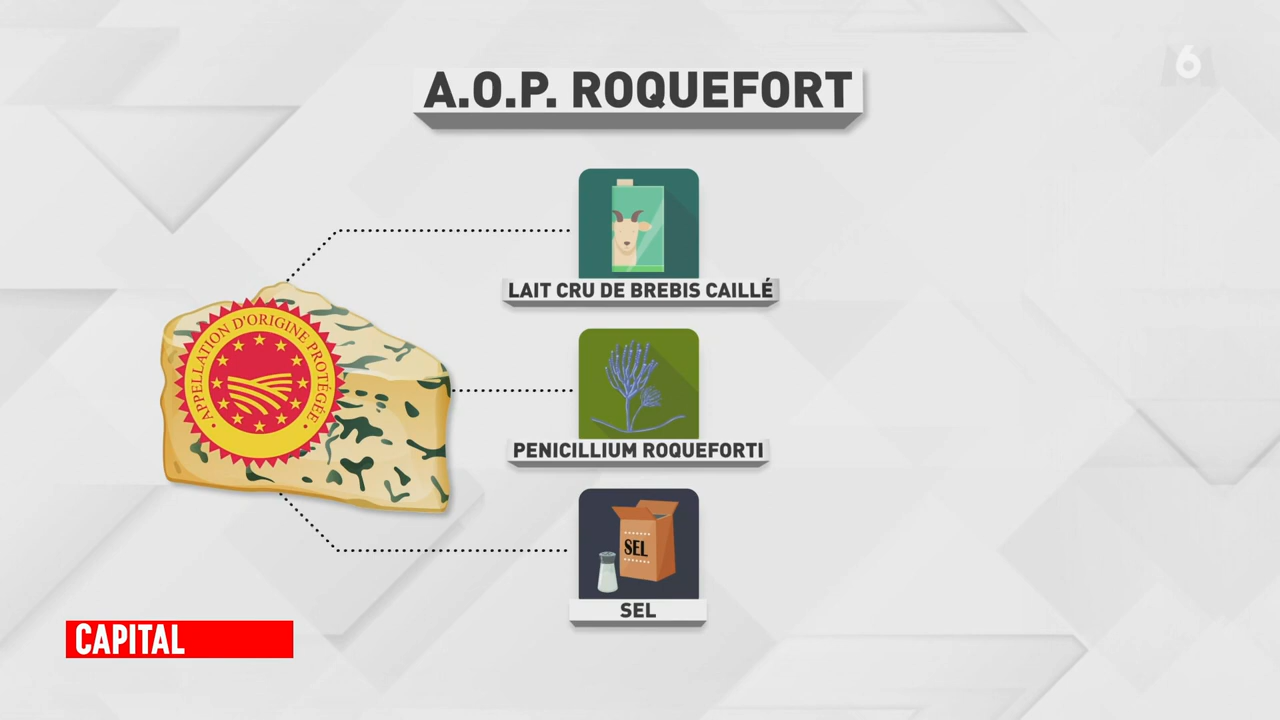 A.O.P. ROQUEFORT
6
LAIT CRU DE BREBIS CAILLÉ
• APPELLATION D'ORIGINE PROTÉGÉE •
PENICILLIUM ROQUEFORTI
SEL
SEL
CAPITAL